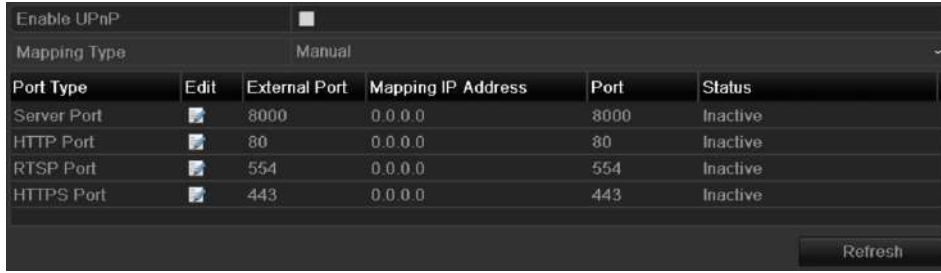 Enable UPnP
Mapping Type Manual
Port Type Edit External Port Mapping IP Address Port Status
Server Port 8000 0.0.0.0 8000 Inactive
HTTP Port 80 0.0.0.0 80 Inactive
RTSP Port 554 0.0.0.0 554 Inactive
HTTPS Port 443 0.0.0.0 443 Inactive
Refresh